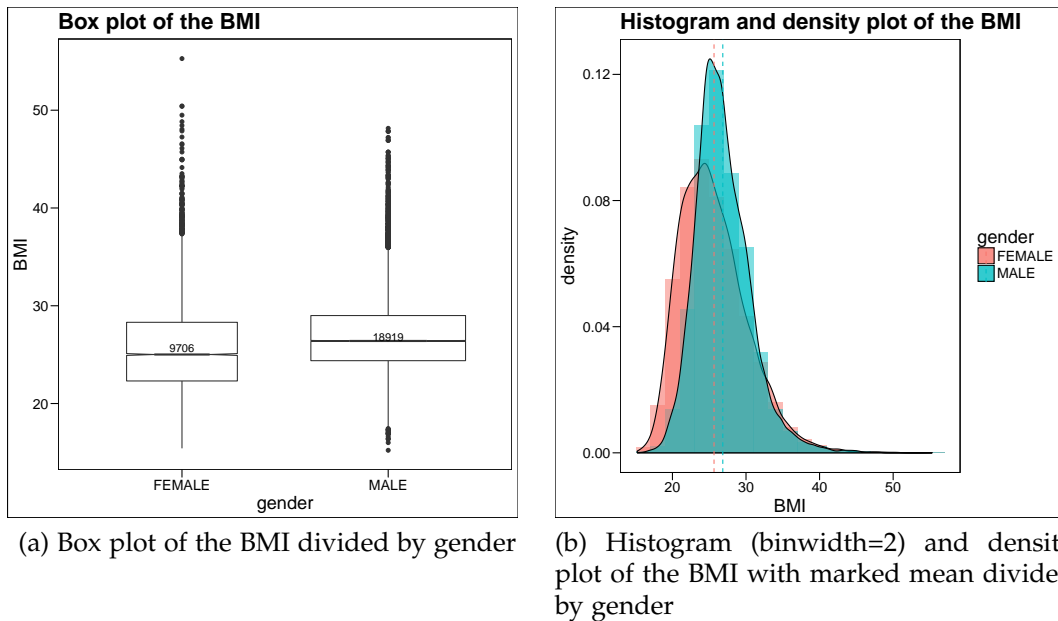 Box plot of the BMI
50
40
30
20
BMI
9706
18919
FEMALE
MALE
gender
(a) Box plot of the BMI divided by gender
Histogram and density plot of the BMI
0.12
0.08
0.04
0.00
density
20
30
40
50
BMI
gender
FEMALE
MALE
(b) Histogram (binwidth=2) and densit
plot of the BMI with marked mean divide
by gender